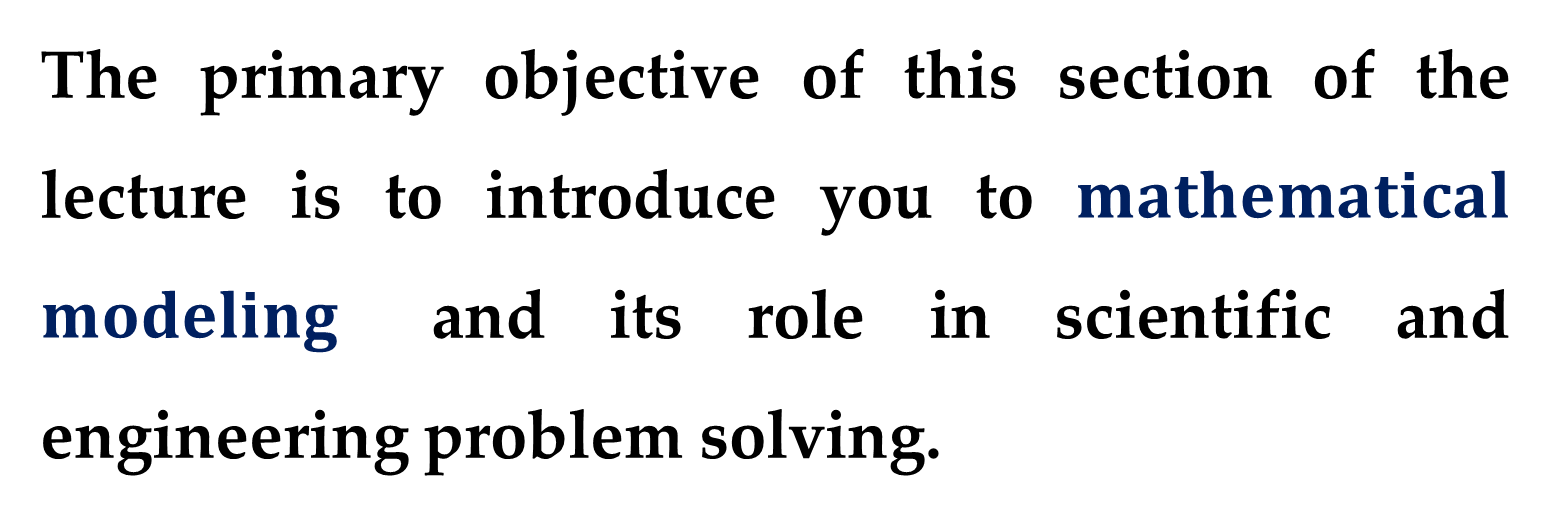 The primary objective of this section of the
lecture is to introduce you to mathematical
modeling and its role in scientific and
engineering problem solving.